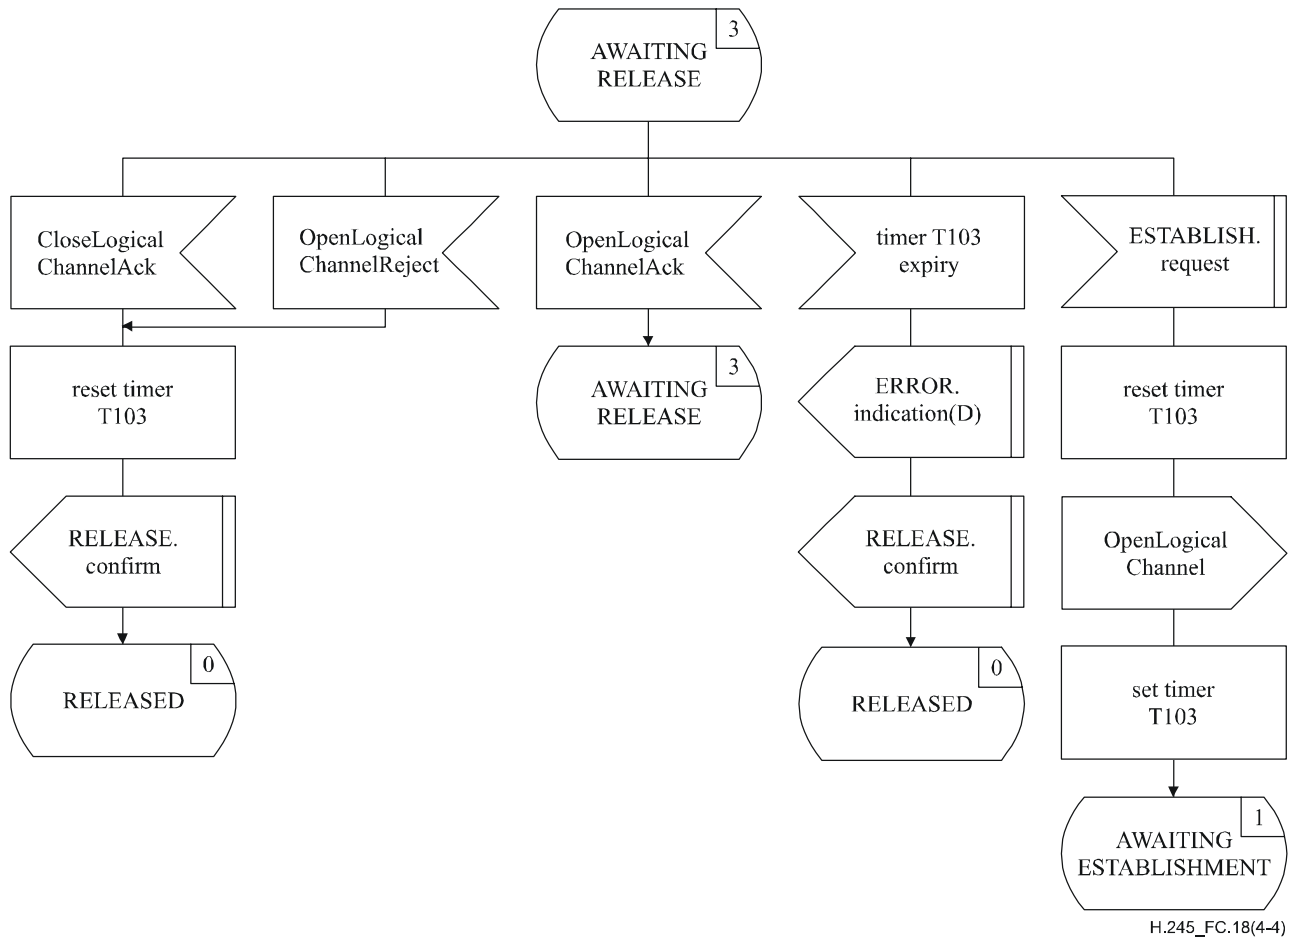 3
AWAITING
RELEASE
CloseLogical
ChannelAck
OpenLogical
ChannelReject
OpenLogical
ChannelAck
timer T103
expiry
ESTABLISH.
request
reset timer
T103
3
AWAITING
RELEASE
ERROR.
indication(D)
reset timer
T103
RELEASE.
confirm
RELEASE.
confirm
OpenLogical
Channel
0
RELEASED
0
RELEASED
set timer
T103
1
AWAITING
ESTABLISHMENT
H.245_FC.18(4-4)